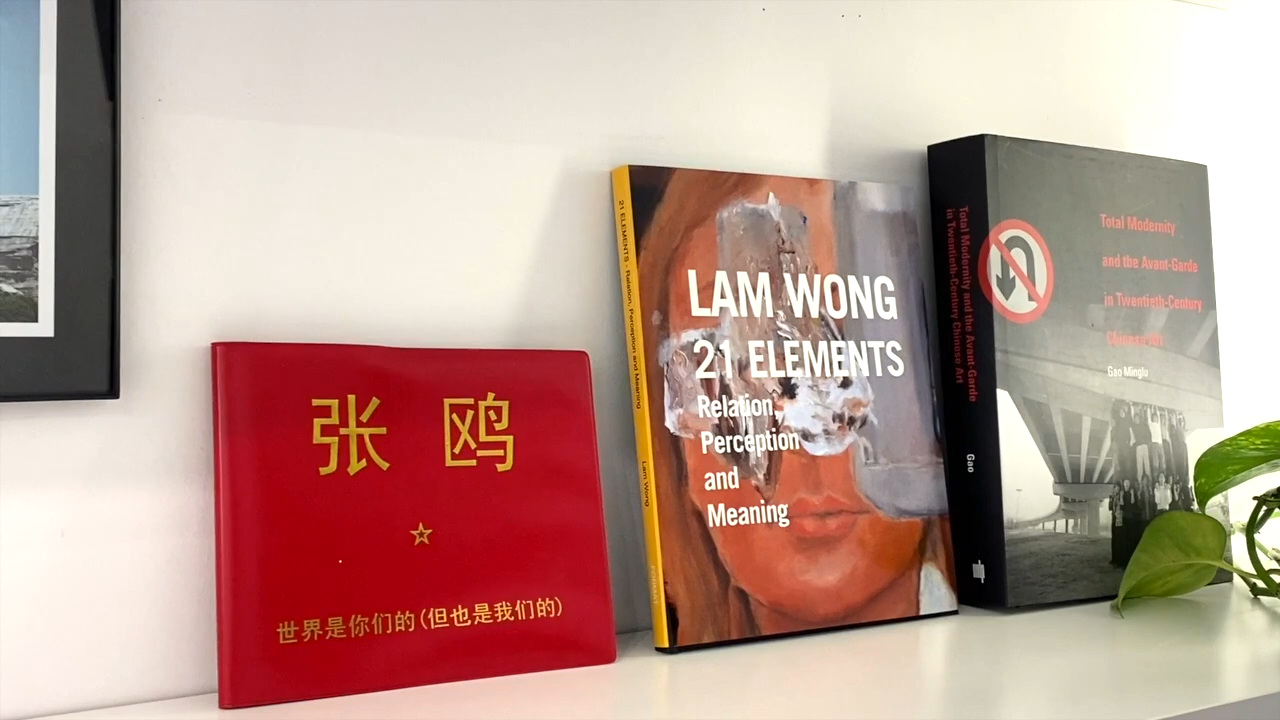 张 鸥
世界是你们的(但也是我们的)
21 ELEMENTS - Relation, Perception and Meaning
Lam Wong
LAM WONG
21 ELEMENTS
Relation,
Perception
and
Meaning
Total Modernity and the Avant-Garde
in Twentieth-Century Chinese Art
Gao
Total Modernity
and the Avant-Garde
in Twentieth-Century
Chinese Art
Gao Minglu